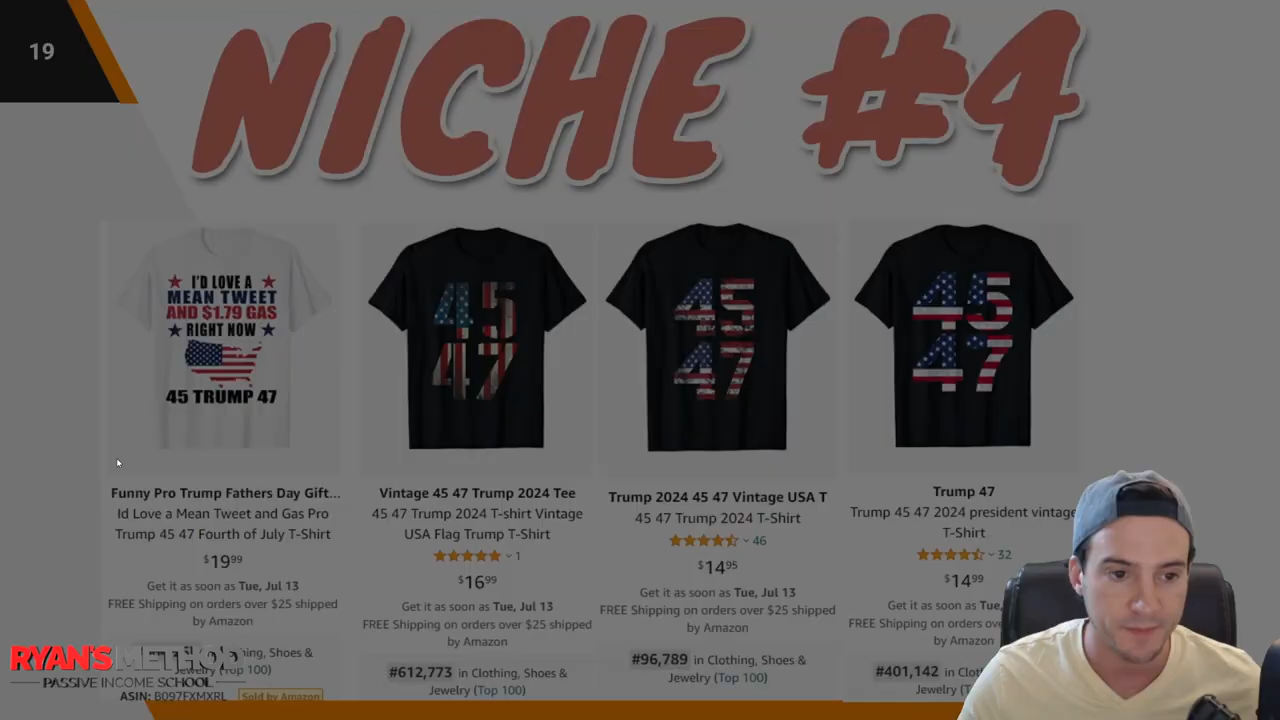 19
NICHE #4
I'D LOVE A
MEAN TWEET
AND $1.79 GAS
RIGHT NOW
45 TRUMP 47
45
47
45
47
45
47
Funny Pro Trump Fathers Day Gift...
Id Love a Mean Tweet and Gas Pro
Trump 45 47 Fourth of July T-Shirt
$19.99
Get it as soon as Tue, Jul 13
FREE Shipping on orders over $25 shipped
by Amazon
Shoes &
Jewelry (Top 100)
ASIN: B097FXMXRL Sold by Amazon
Vintage 45 47 Trump 2024 Tee
45 47 Trump 2024 T-shirt Vintage
USA Flag Trump T-Shirt
1
$16.99
Get it as soon as Tue, Jul 13
FREE Shipping on orders over $25 shipped
by Amazon
#612,773 in Clothing, Shoes &
Jewelry (Top 100)
Trump 2024 45 47 Vintage USA T
45 47 Trump 2024 T-Shirt
46
$14.95
Get it as soon as Tue, Jul 13
FREE Shipping on orders over $25 shipped
by Amazon
#96,789 in Clothing, Shoes &
Jewelry (Top 100)
Trump 47
Trump 45 47 2024 president vintage
T-Shirt
32
$14.99
Get it as soon as Tue,
FREE Shipping on
by Amazon
#401,142 in
Jewelry
RYAN'S METHOD
PASSIVE INCOME SCHOOL